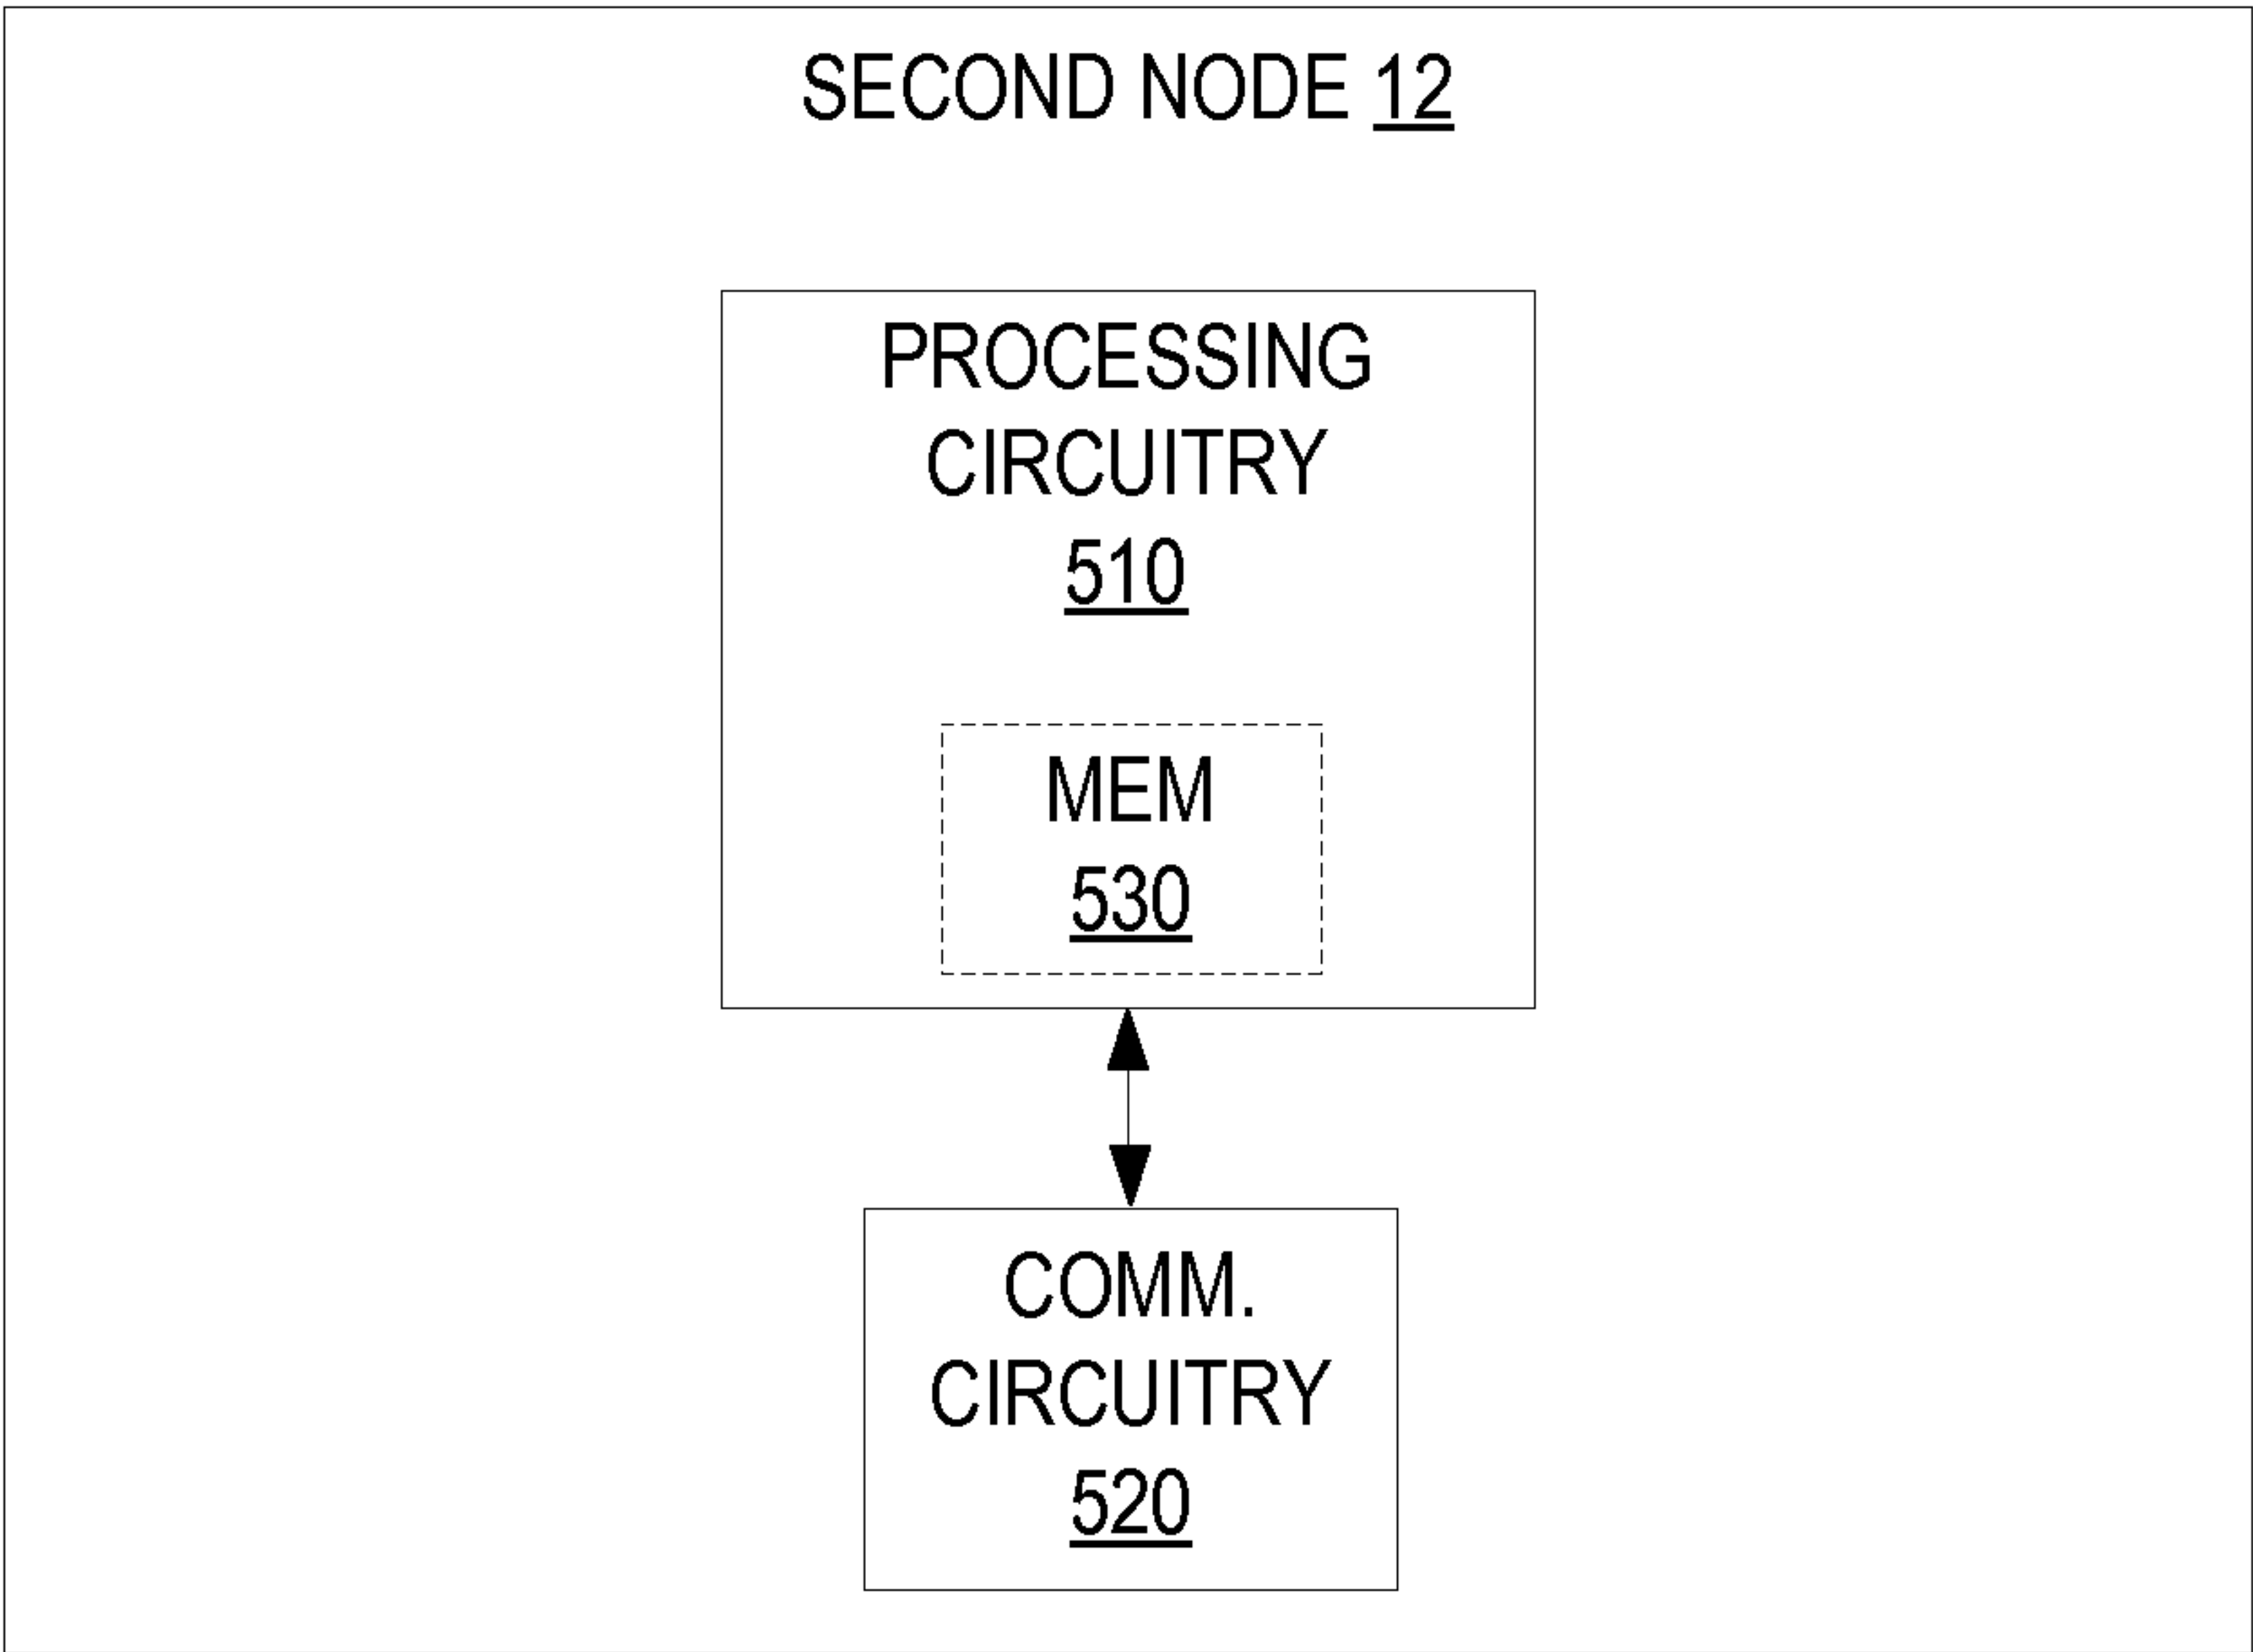 SECOND NODE 12
PROCESSING
CIRCUITRY
510
MEM
530
COMM.
CIRCUITRY
520